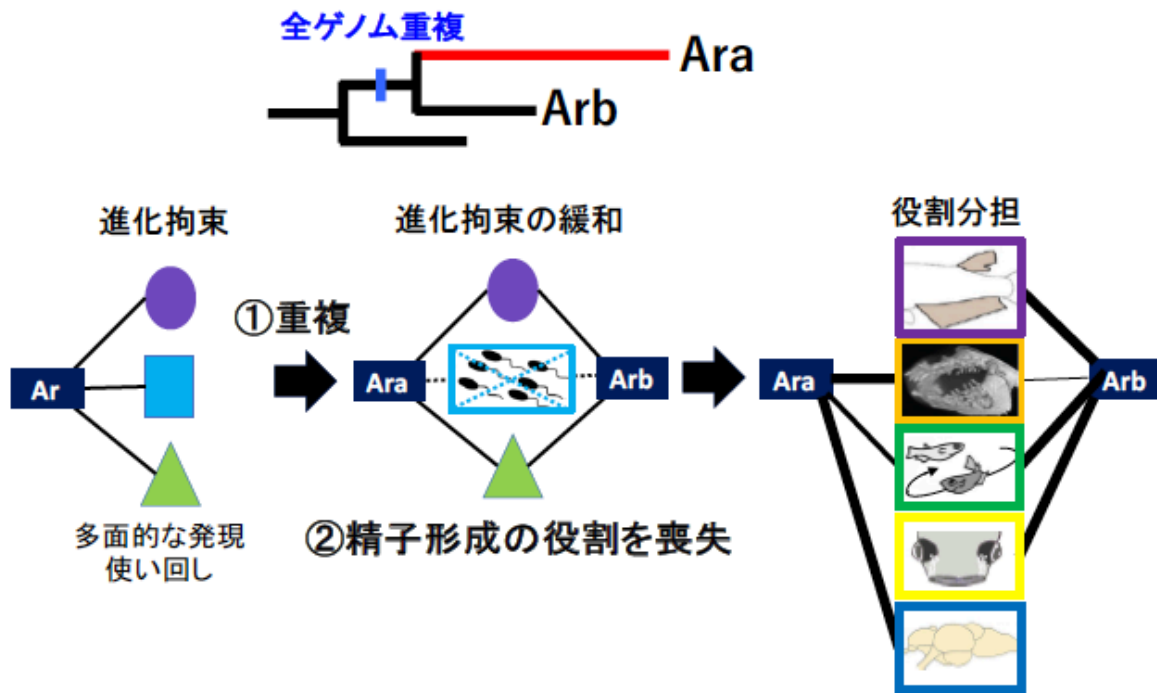 全ゲノム重複
Ara
Arb
進化拘束
進化拘束の緩和
役割分担
①重複
Ar
Ara
Arb
Ara
Arb
多面的な発現
使い回し
②精子形成の役割を喪失